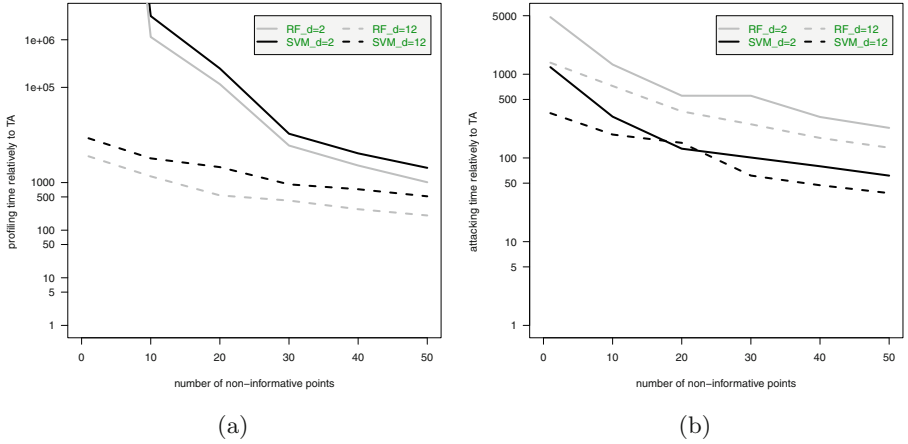 profiling time relatively to TA
1e+06
1e+05
1000
500
100
50
10
5
1
RF_d=2
SVM_d=2
RF_d=12
SVM_d=12
0 10 20 30 40 50
number of non−informative points
(a)
attacking time relatively to TA
5000
1000
500
100
50
10
5
1
RF_d=2
SVM_d=2
RF_d=12
SVM_d=12
0 10 20 30 40 50
number of non−informative points
(b)